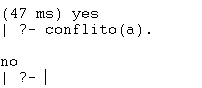 (47 ms) yes
| ?- conflito(a).
no
| ?-